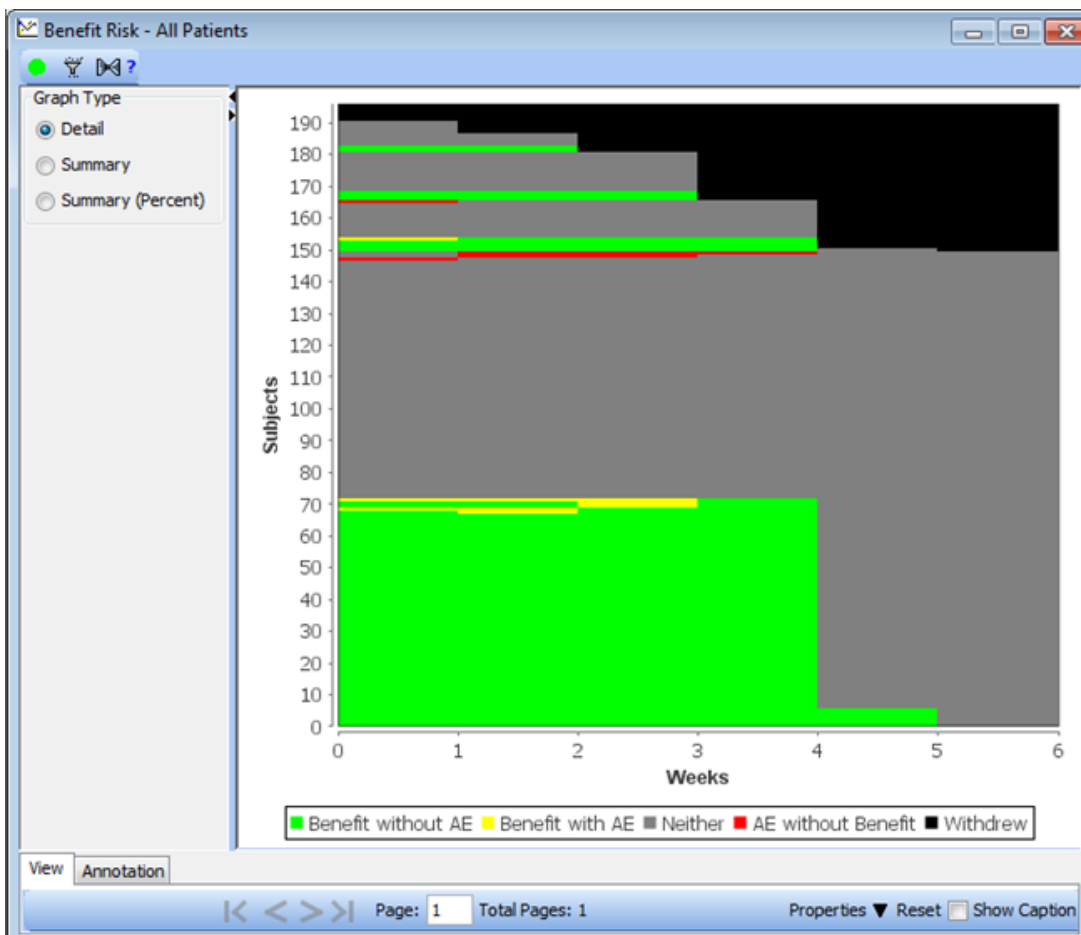 Benefit Risk - All Patients
?
Graph Type
Detail
Summary
Summary (Percent)
Subjects
190
180
170
160
150
140
130
120
110
100
90
80
70
60
50
40
30
20
10
0
0 1 2 3 4 5 6
Weeks
Benefit without AE Benefit with AE Neither AE without Benefit Withdrew
View Annotation
Page: 1 Total Pages: 1 Properties ▼ Reset Show Caption